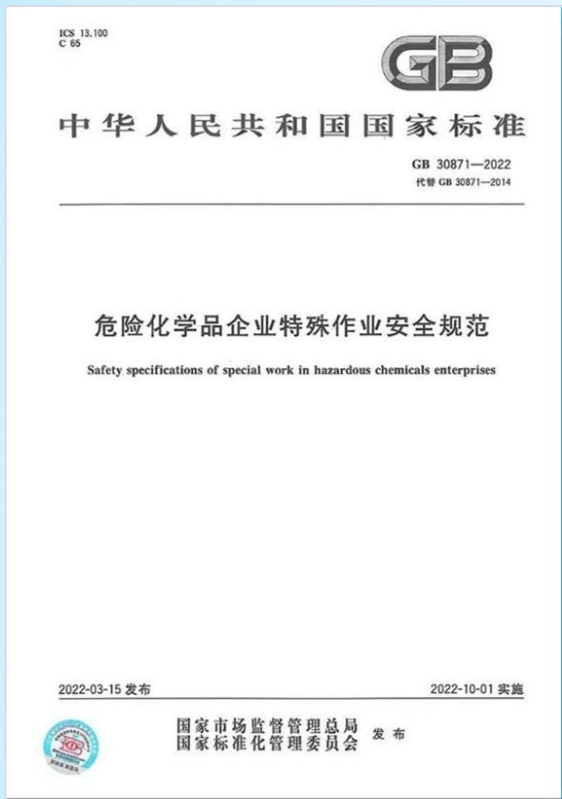 ICS 13.100
C 65
GB
中华人民共和国国家标准
GB 30871—2022
代替 GB 30871—2014
危险化学品企业特殊作业安全规范
Safety specifications of special work in hazardous chemicals enterprises
2022-03-15 发布
2022-10-01 实施
国家市场监督管理总局
国家标准化管理委员会
发布